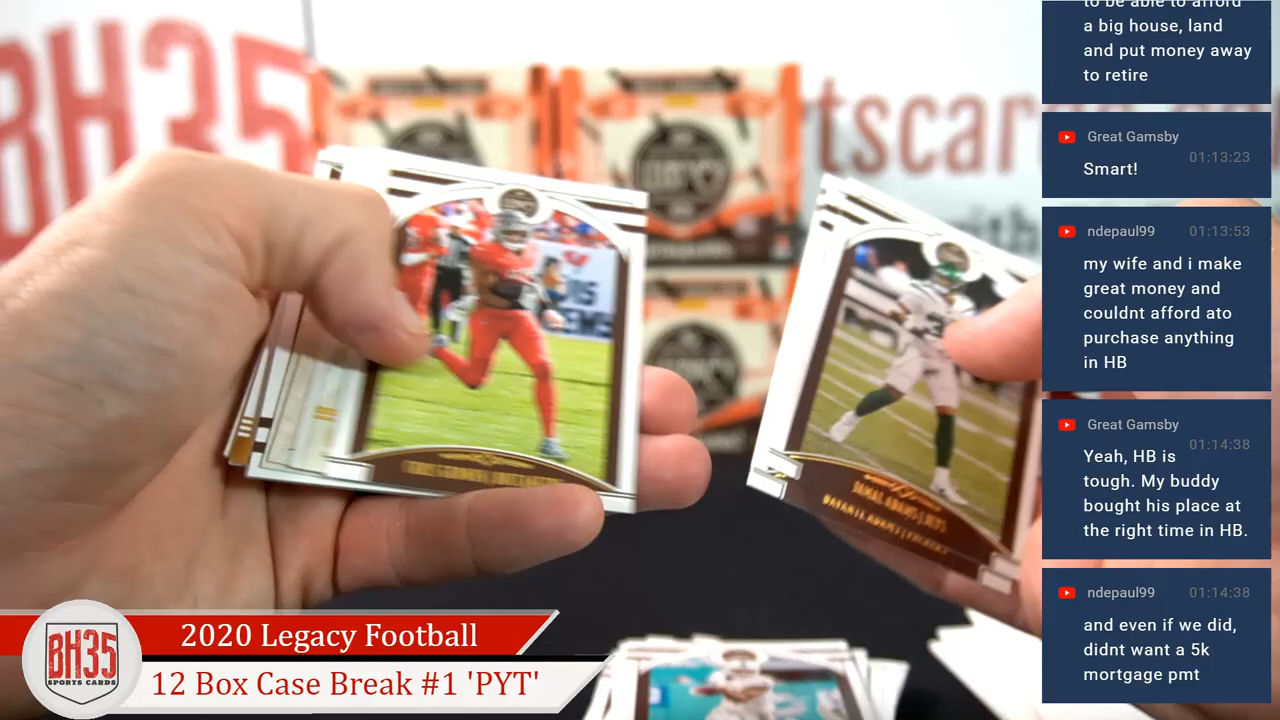 BH35
2020 Legacy Football
12 Box Case Break #1 'PYT'
BH35
SPORTS CARDS
JAMAL ADAMS | JETS
to be able to afford
a big house, land
and put money away
to retire
Great Gamsby
01:13:23
Smart!
ndepaul99 01:13:53
my wife and i make
great money and
couldnt afford ato
purchase anything
in HB
Great Gamsby
01:14:38
Yeah, HB is
tough. My buddy
bought his place at
the right time in HB.
ndepaul99 01:14:38
and even if we did,
didnt want a 5k
mortgage pmt